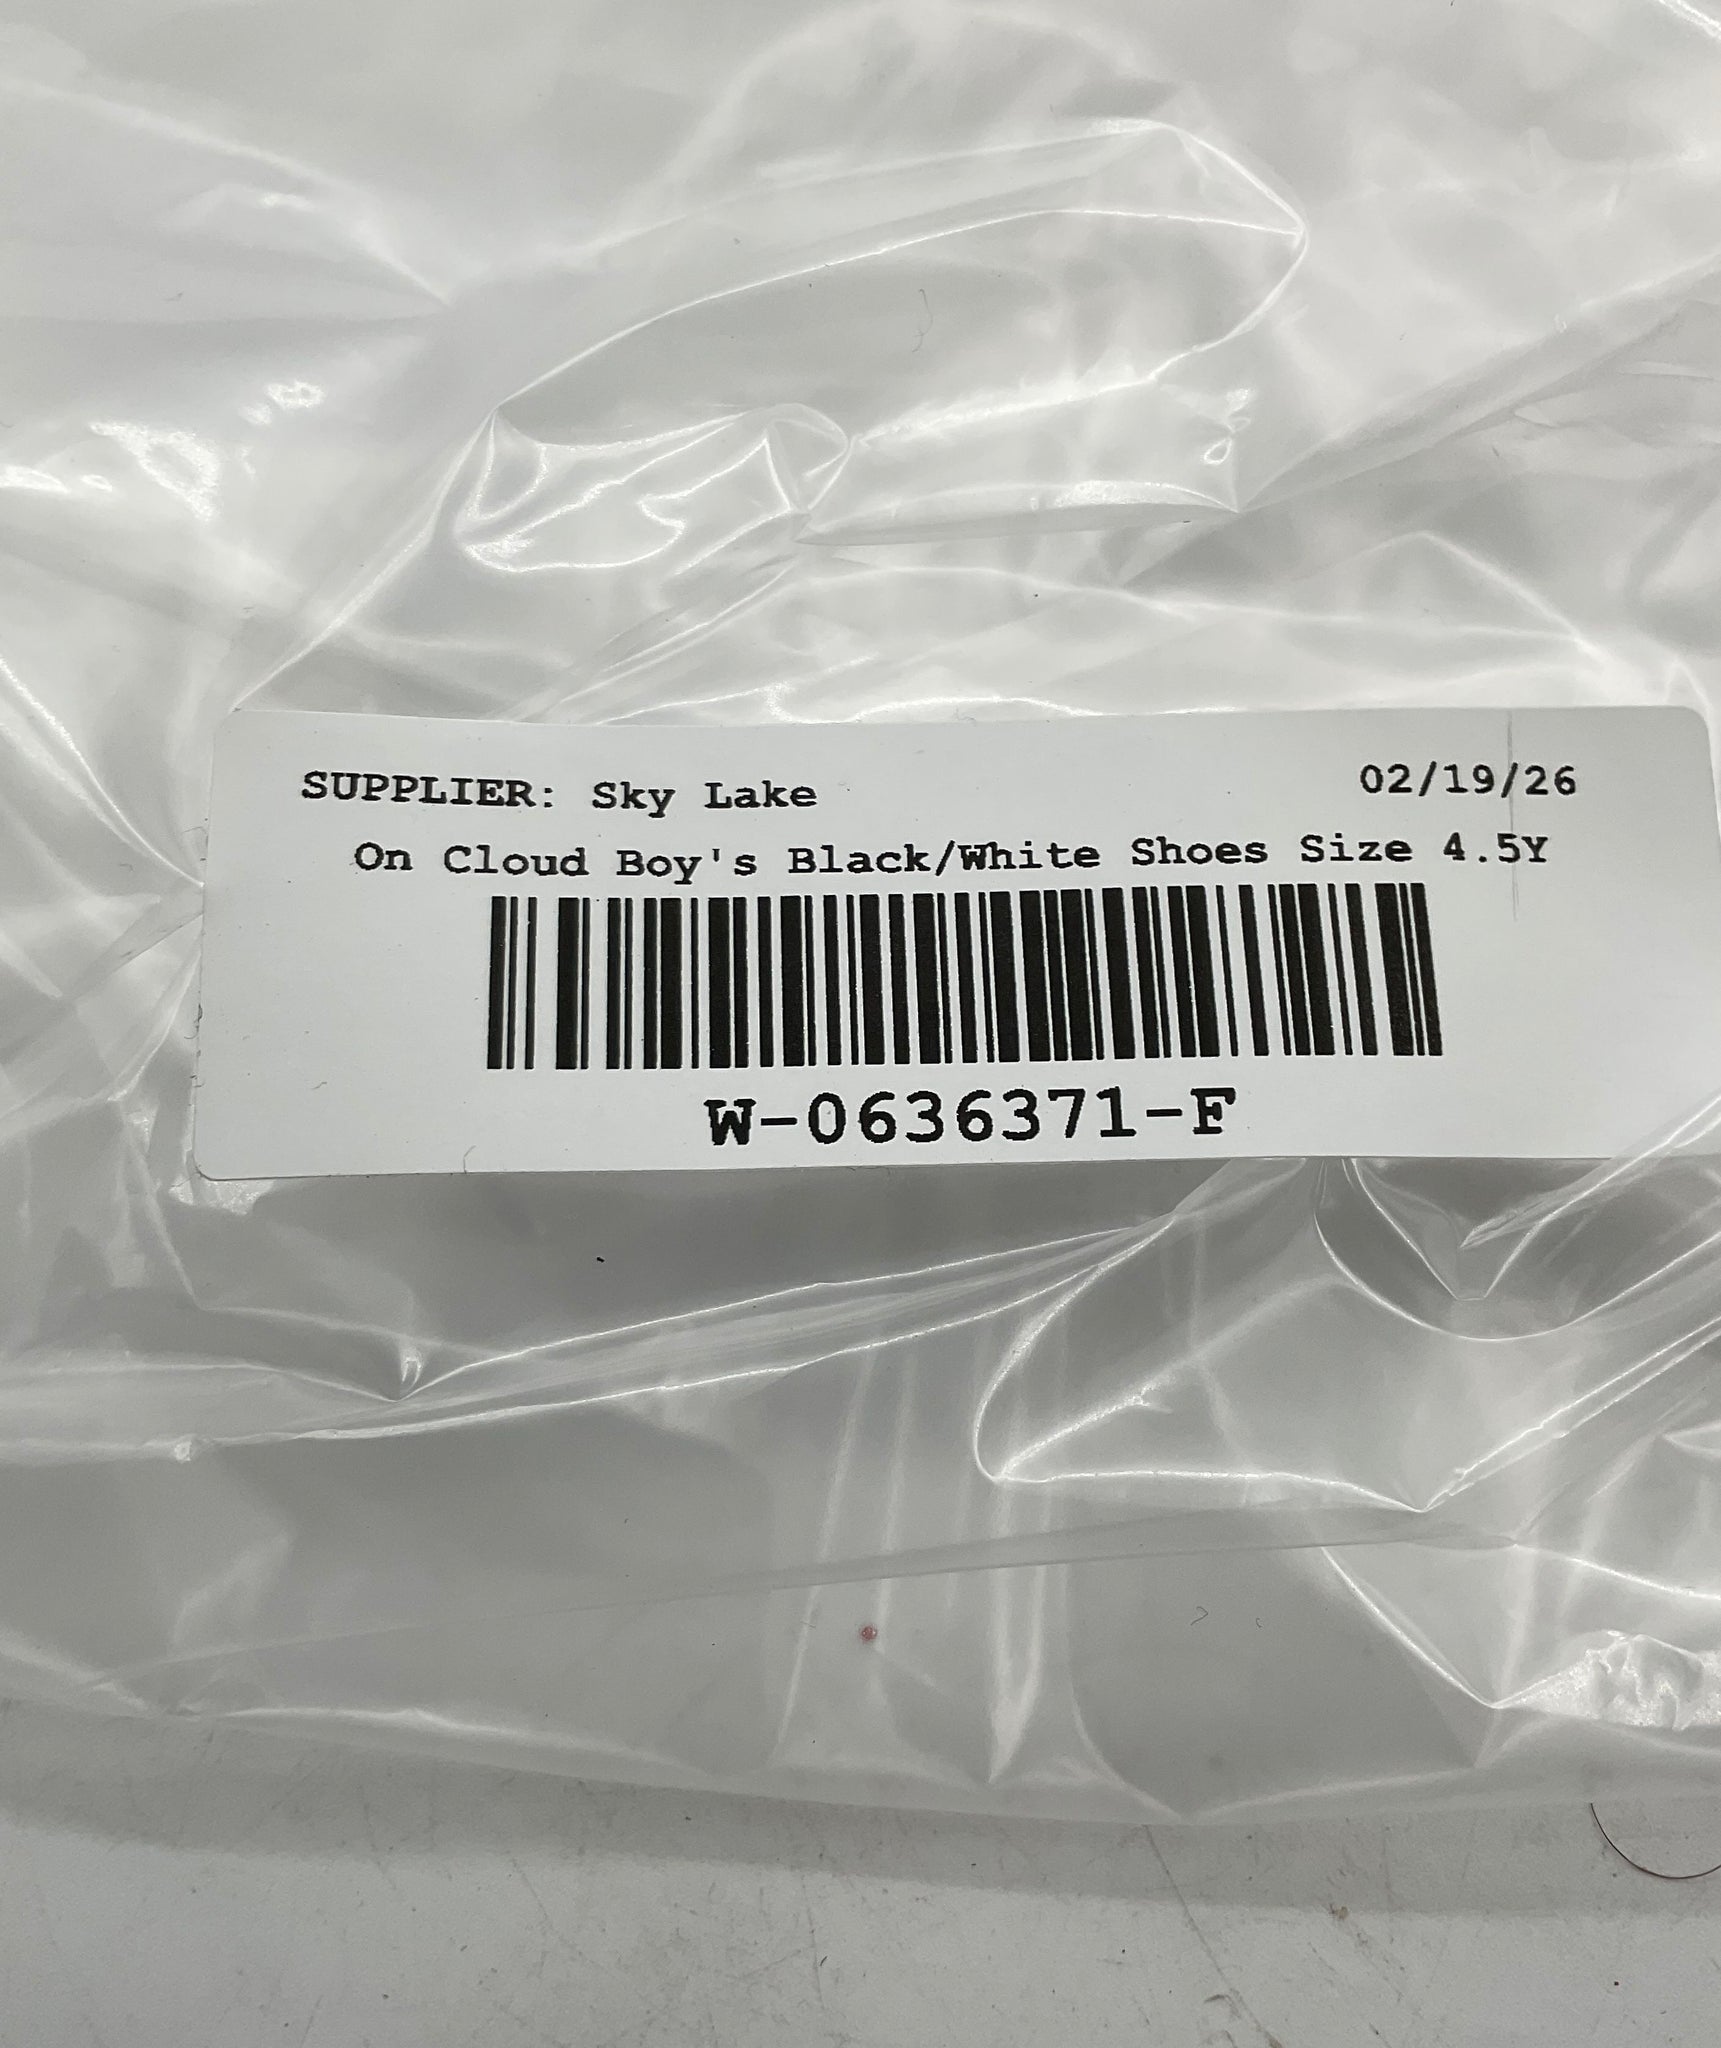 SUPPLIER: Sky Lake 02/19/26
On Cloud Boy's Black/White Shoes Size 4.5Y
W-0636371-F